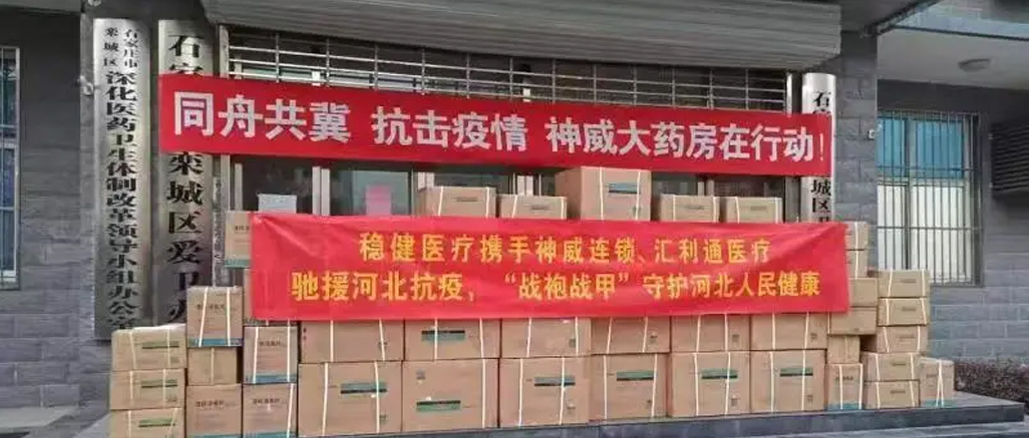 同舟共冀 抗击疫情 神威大药房在行动!
稳健医疗携手神威连锁、汇利通医疗
驰援河北抗疫，“战袍战甲”守护河北人民健康
石家庄市
栾城区
深化医药卫生体制改革领导小组办公室
栾城区爱卫办
石